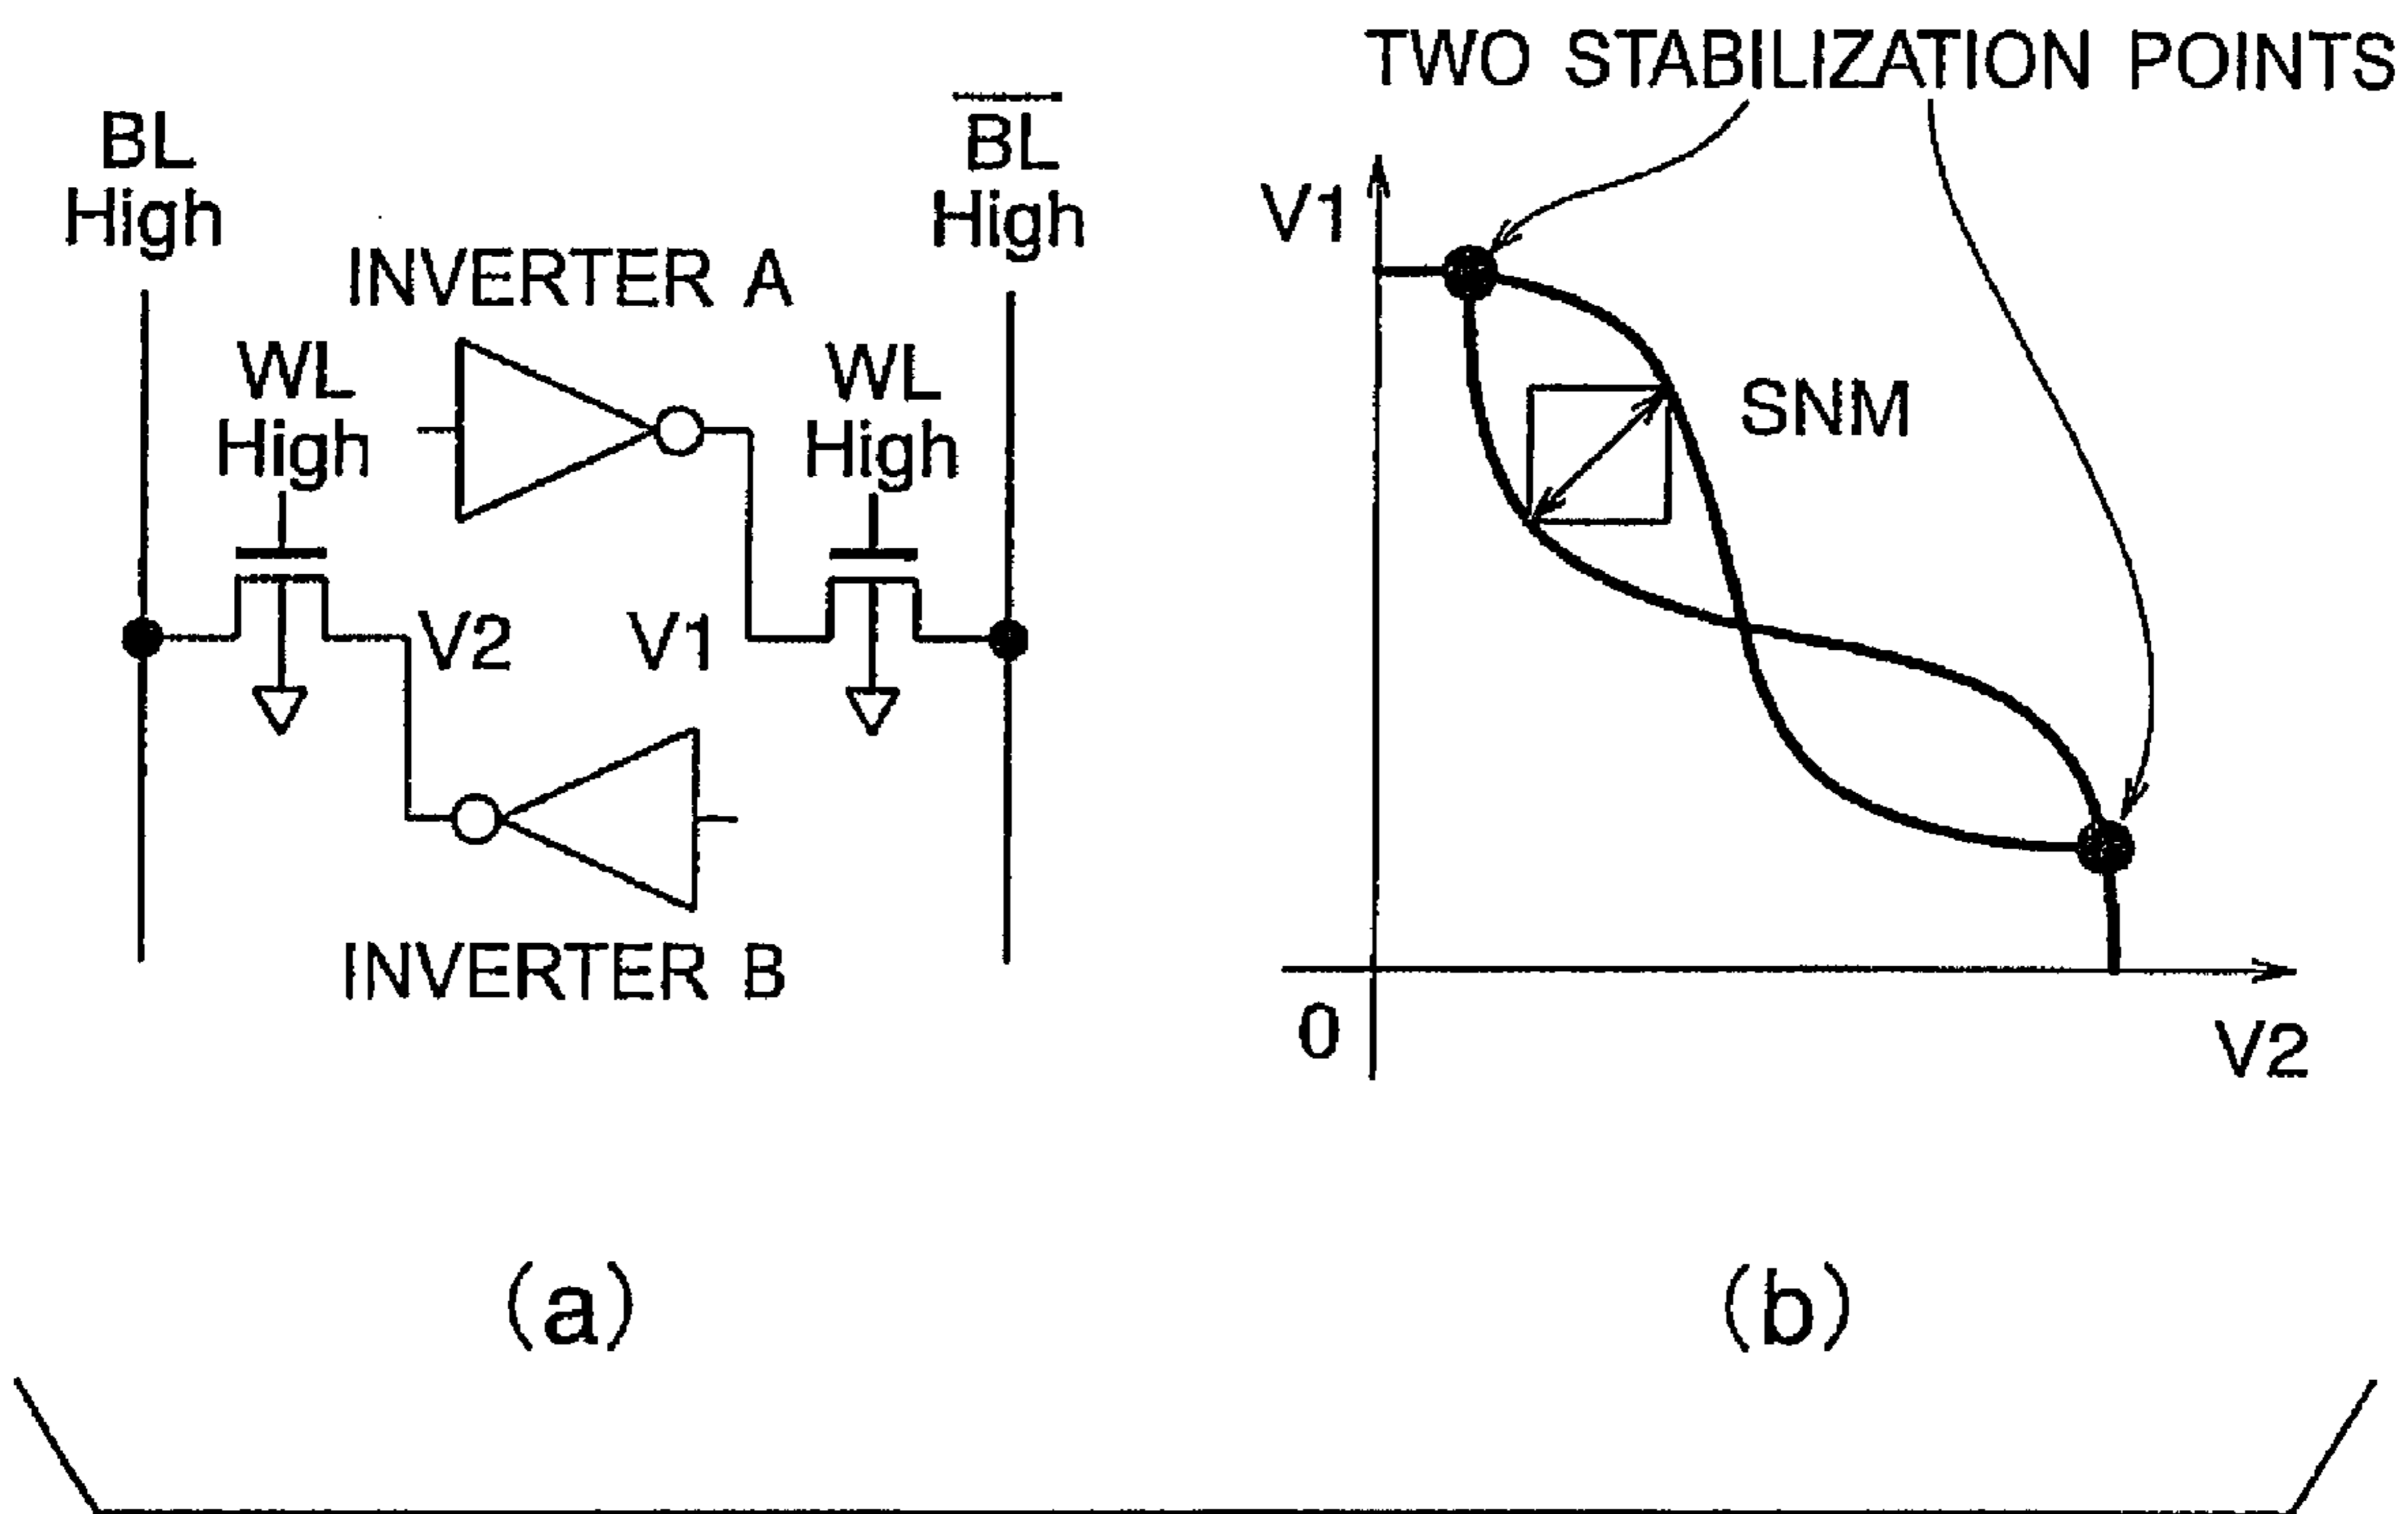 TWO STABILIZATION POINTS
BL
High
BL
High
INVERTER A
WL
High
WL
High
V2
V1
INVERTER B
V1
SNM
0
V2
(a)
(b)